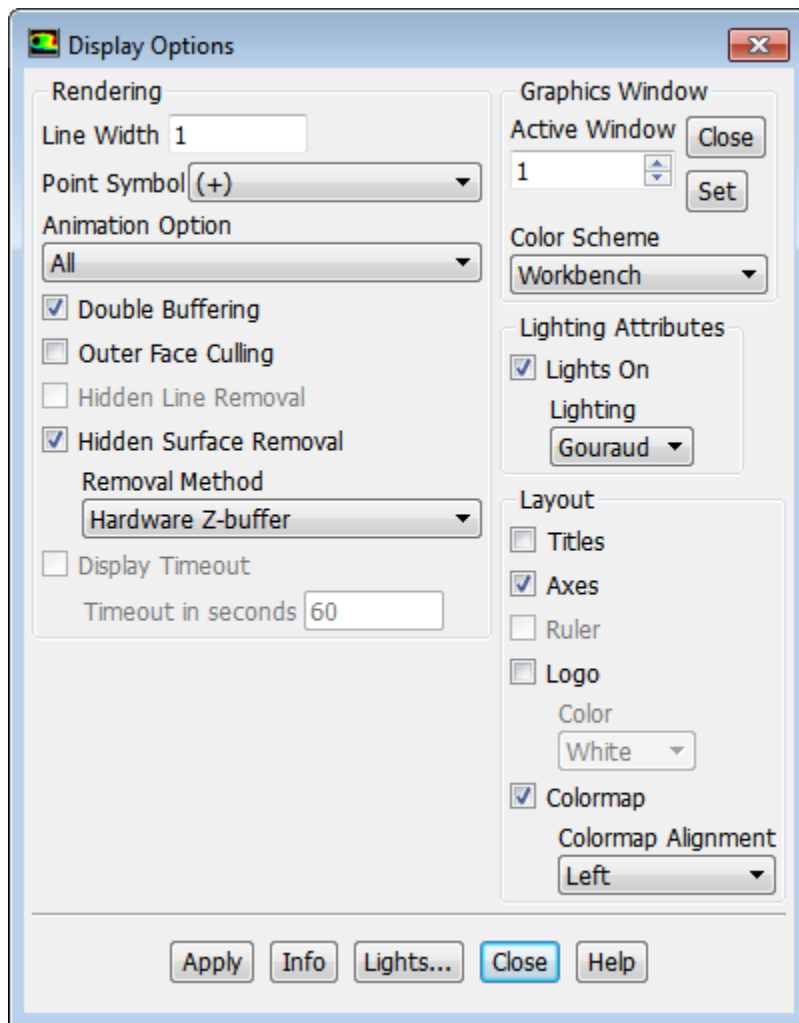 Display Options
Rendering
Line Width 1
Point Symbol (+)
Animation Option
All
Double Buffering
Outer Face Culling
Hidden Line Removal
Hidden Surface Removal
Removal Method
Hardware Z-buffer
Display Timeout
Timeout in seconds 60
Graphics Window
Active Window Close
1
Set
Color Scheme
Workbench
Lighting Attributes
Lights On
Lighting
Gouraud
Layout
Titles
Axes
Ruler
Logo
Color
White
Colormap
Colormap Alignment
Left
Apply Info Lights... Close Help